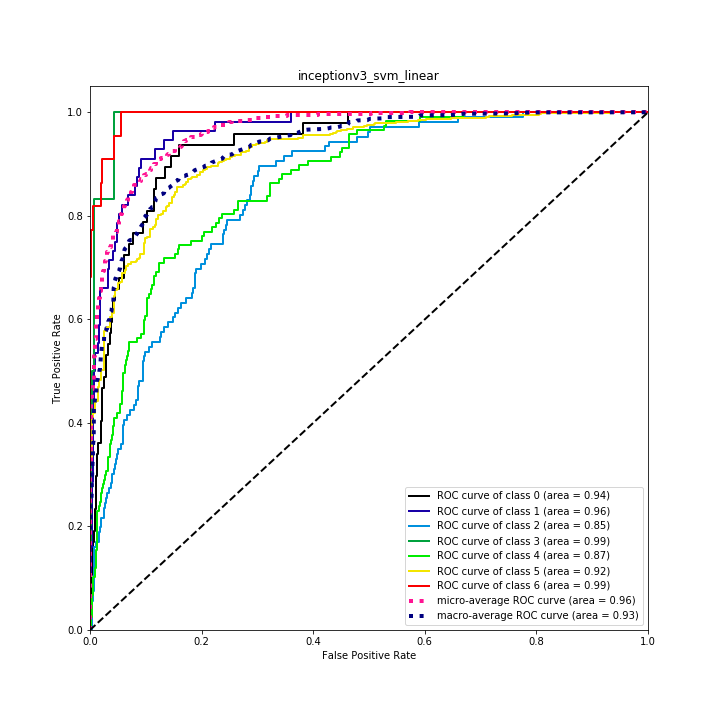 inceptionv3_svm_linear
1.0
0.8
0.6
0.4
0.2
0.0
True Positive Rate
0.0 0.2 0.4 0.6 0.8 1.0
False Positive Rate
ROC curve of class 0 (area = 0.94)
ROC curve of class 1 (area = 0.96)
ROC curve of class 2 (area = 0.85)
ROC curve of class 3 (area = 0.99)
ROC curve of class 4 (area = 0.87)
ROC curve of class 5 (area = 0.92)
ROC curve of class 6 (area = 0.99)
micro-average ROC curve (area = 0.96)
macro-average ROC curve (area = 0.93)